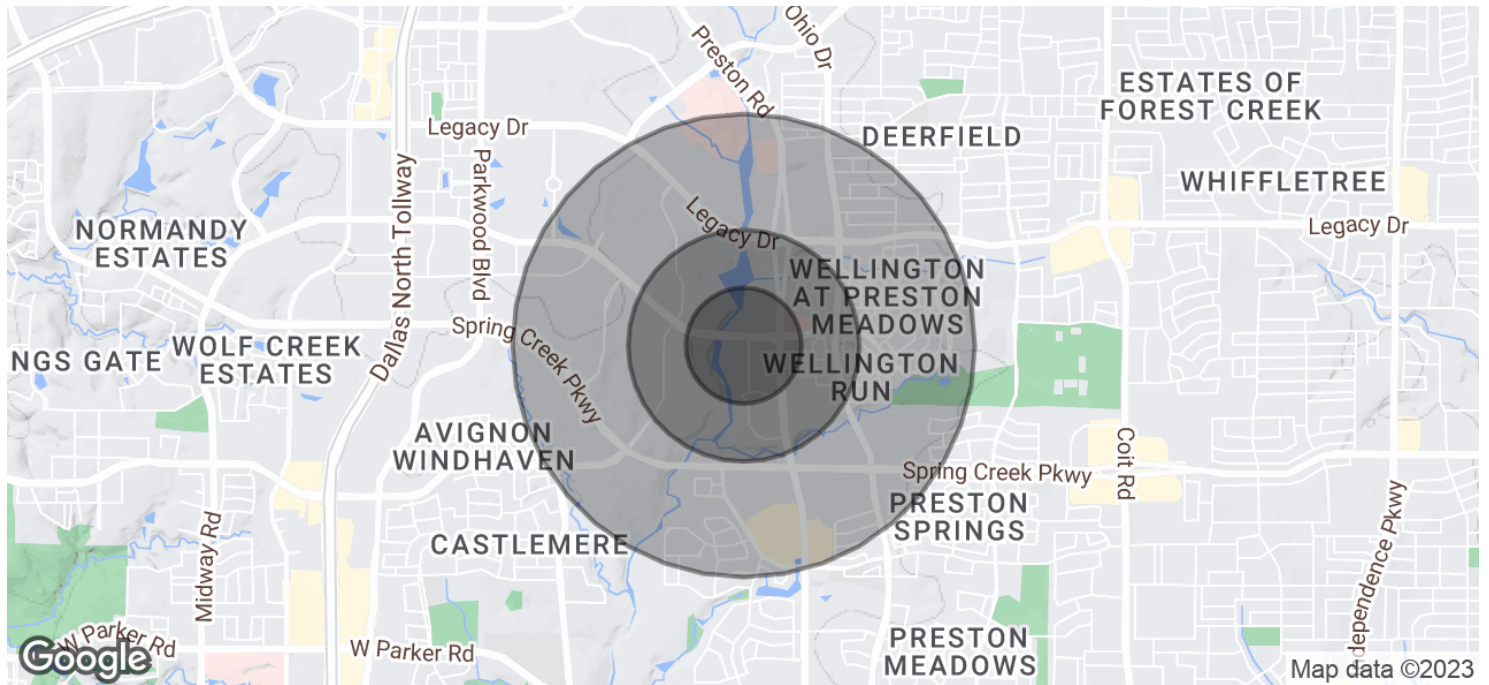 Ohio Dr
Preston Rd
ESTATES OF
FOREST CREEK
Legacy Dr
DEERFIELD
Parkwood Blvd
Dallas North Tollway
WHIFFLETREE
Legacy Dr
NORMANDY
ESTATES
Legacy Dr
WELLINGTON
AT PRESTON
MEADOWS
Spring Creek Pkwy
NGS GATE
WOLF CREEK
ESTATES
WELLINGTON
RUN
AVIGNON
WINDHAVEN
Coit Rd
Spring Creek Pkwy
PRESTON
SPRINGS
CASTLEMERE
Midway Rd
dependence Pkwy
W Parker Rd
W Parker Rd
PRESTON
MEADOWS
Google
Map data ©2023